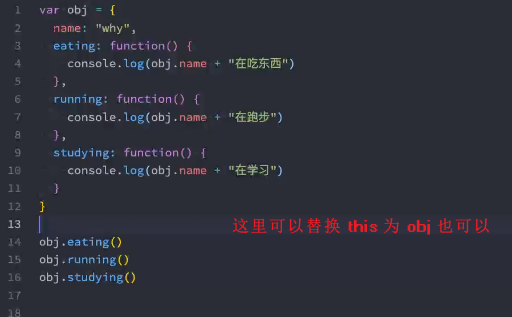 1 var obj = {
2 name: "why",
3 eating: function() {
4 console.log(obj.name + "在吃东西")
5 },
6 running: function() {
7 console.log(obj.name + "在跑步")
8 },
9 studying: function() {
10 console.log(obj.name + "在学习")
11 }
12 }
13 这里可以替换 this 为 obj 也可以
14 obj.eating()
15 obj.running()
16 obj.studying()
17
18